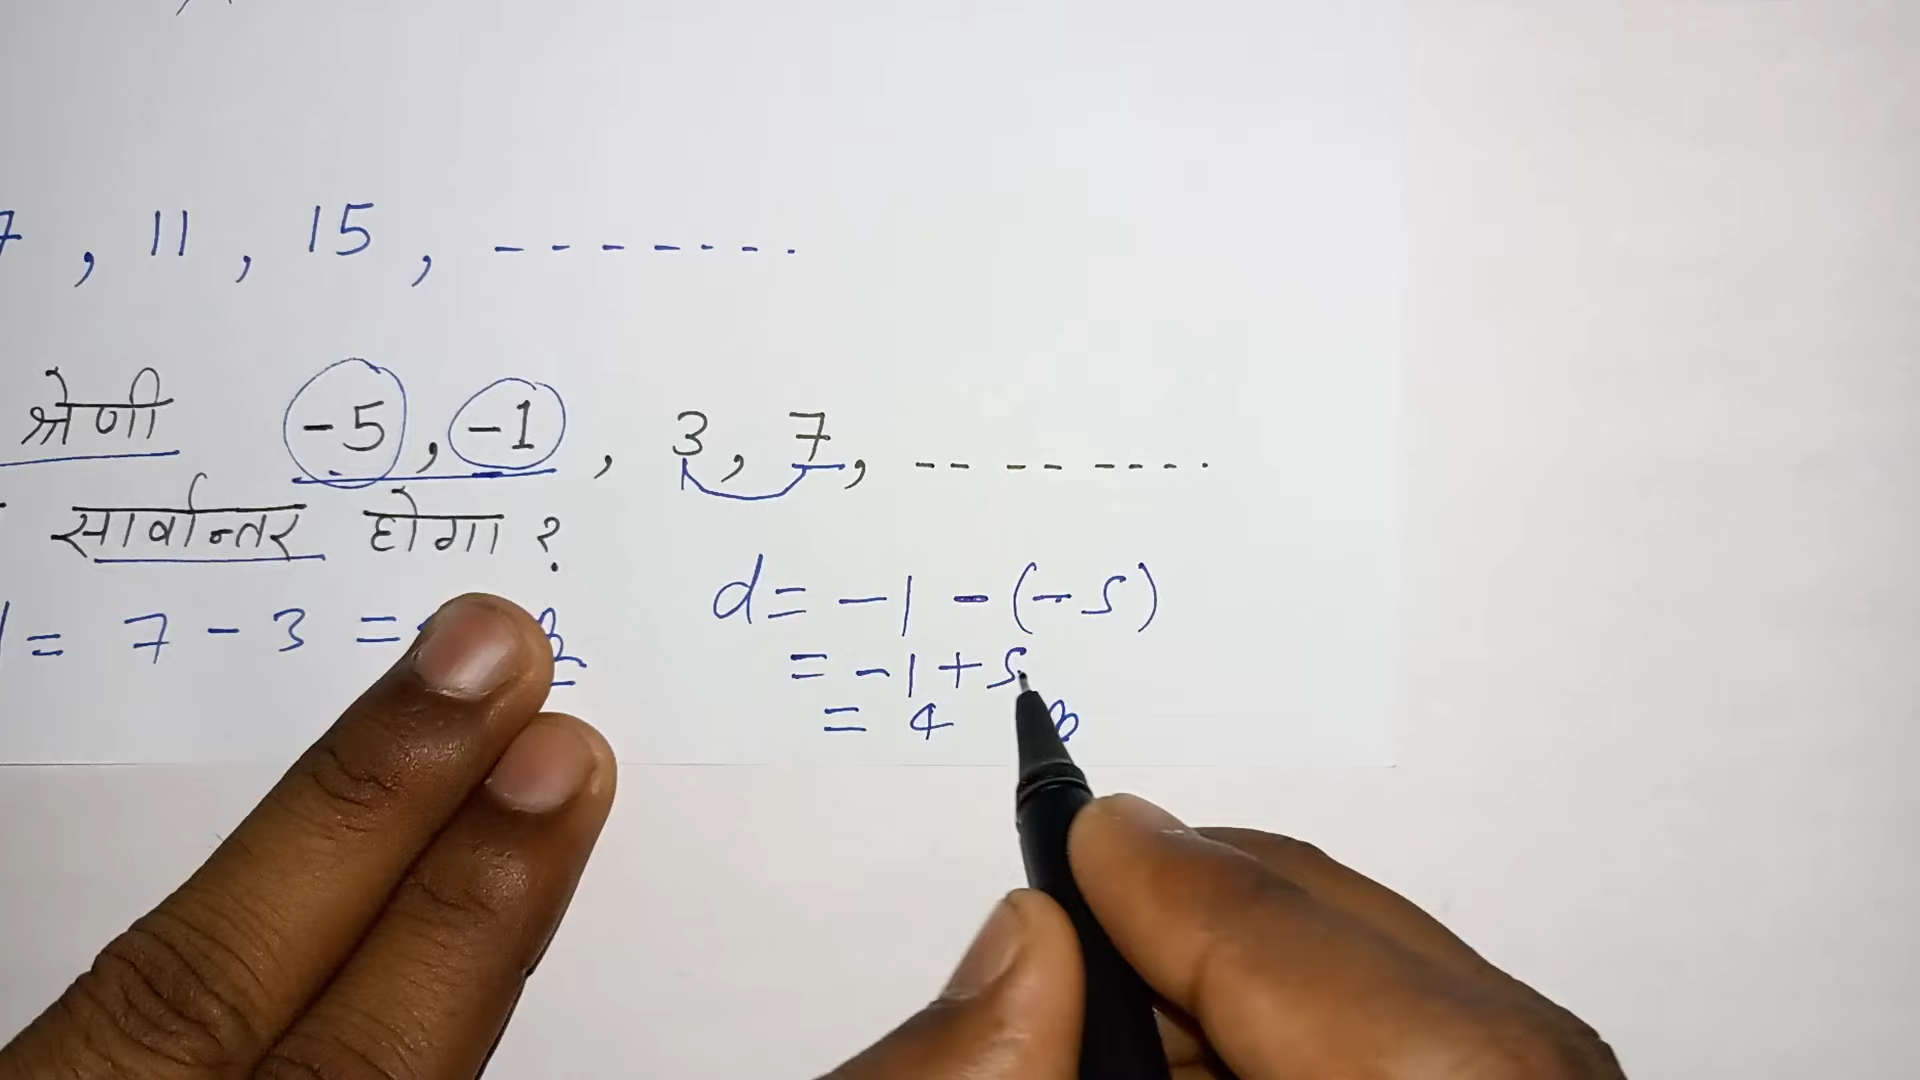 7, 11, 15, -------.
श्रेणी -5, -1, 3, 7, -- -- ----.
सार्वान्तर होगा ?
d = -1 - (-5)
= 7 - 3 =
= -1 + 5
= 4